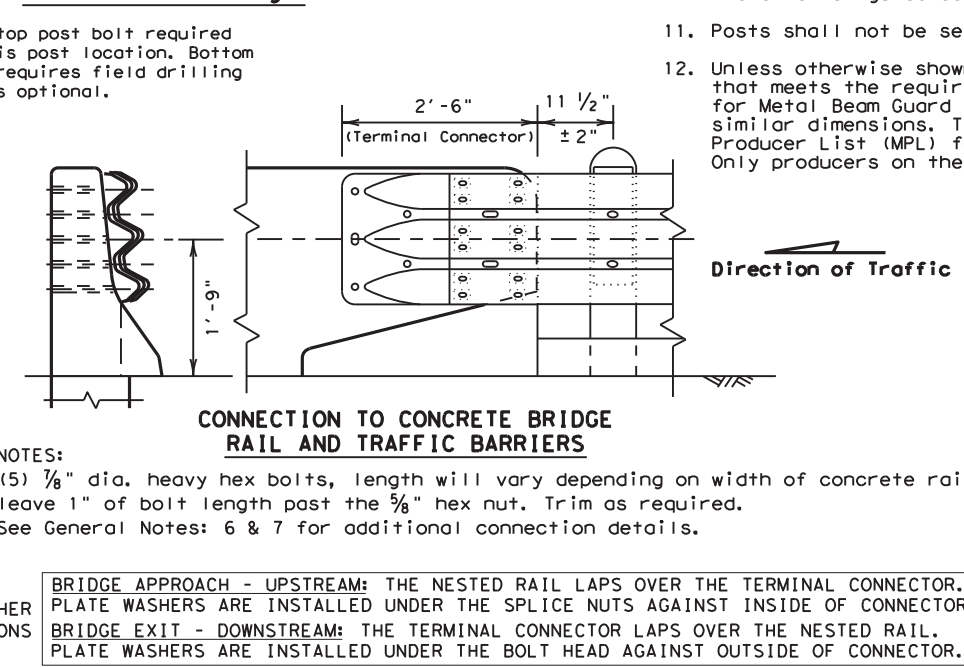 top post bolt required
is post location. Bottom
requires field drilling
s optional.
11. Posts shall not be se
12. Unless otherwise shown
that meets the requir
for Metal Beam Guard
similar dimensions. T
Producer List (MPL) f
Only producers on the
2'-6"
(Terminal Connector)
11 ½"
±2"
1'-9"
Direction of Traffic
CONNECTION TO CONCRETE BRIDGE
RAIL AND TRAFFIC BARRIERS
NOTES:
(5) ⅞" dia. heavy hex bolts, length will vary depending on width of concrete rai
leave 1" of bolt length past the ⅝" hex nut. Trim as required.
See General Notes: 6 & 7 for additional connection details.
HER
ONS
BRIDGE APPROACH - UPSTREAM: THE NESTED RAIL LAPS OVER THE TERMINAL CONNECTOR.
PLATE WASHERS ARE INSTALLED UNDER THE SPLICE NUTS AGAINST INSIDE OF CONNECTOR
BRIDGE EXIT - DOWNSTREAM: THE TERMINAL CONNECTOR LAPS OVER THE NESTED RAIL.
PLATE WASHERS ARE INSTALLED UNDER THE BOLT HEAD AGAINST OUTSIDE OF CONNECTOR.